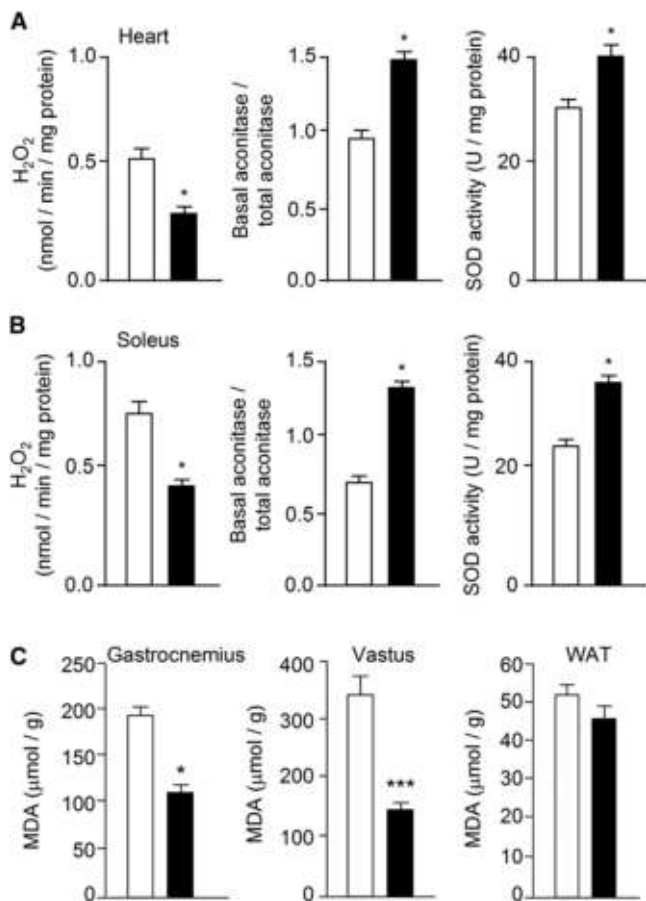 A
Heart
H₂O₂
(nmol / min / mg protein)
1.0
0.5
0.0
*
Basal aconitase /
total aconitase
1.5
1.0
1.5
0.0
*
SOD activity (U / mg protein)
40
20
0
*
B
Soleus
H₂O₂
(nmol / min / mg protein)
1.0
0.5
0.0
*
Basal aconitase /
total aconitase
1.5
1.0
0.5
0.0
*
SOD activity (U / mg protein)
40
20
0
*
C
Gastrocnemius
MDA (μmol / g)
250
200
150
100
50
0
*
Vastus
MDA (μmol / g)
400
300
150
100
0
***
WAT
MDA (μmol / g)
60
50
40
30
20
10
0